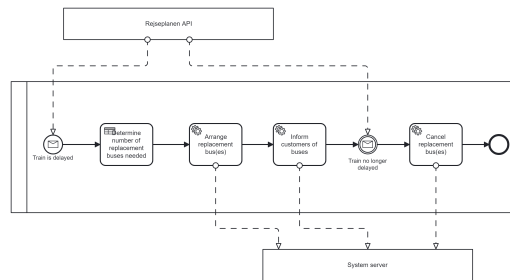 Rejseplanen API
Train is delayed
Determine
number of
replacement
buses needed
Arrange
replacement
bus(es)
Inform
customers of
buses
Train no longer
delayed
Cancel
replacement
bus(es)
System server